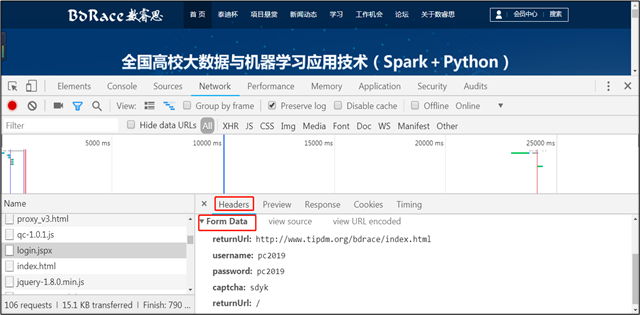 BdRace 数睿思 首 页 泰迪杯 项目悬赏 新闻动态 学习 工作机会 论坛 关于数睿思 会员中心 搜索
全国高校大数据与机器学习应用技术（Spark＋Python）
Elements Console Sources Network Performance Memory Application Security Audits
View: Group by frame Preserve log Disable cache Offline Online
Filter Hide data URLs All XHR JS CSS Img Media Font Doc WS Manifest Other
5000 ms 10000 ms 15000 ms 20000 ms 25000 ms
Name × Headers Preview Response Cookies Timing
proxy_v3.html
Form Data view source view URL encoded
qc-1.0.1.js
returnUrl: http://www.tipdm.org/bdrace/index.html
login.jspx
username: pc2019
index.html
password: pc2019
jquery-1.8.0.min.js
captcha: sdyk
106 requests | 15.1 KB transferred | Finish: 790 ...
returnUrl: /